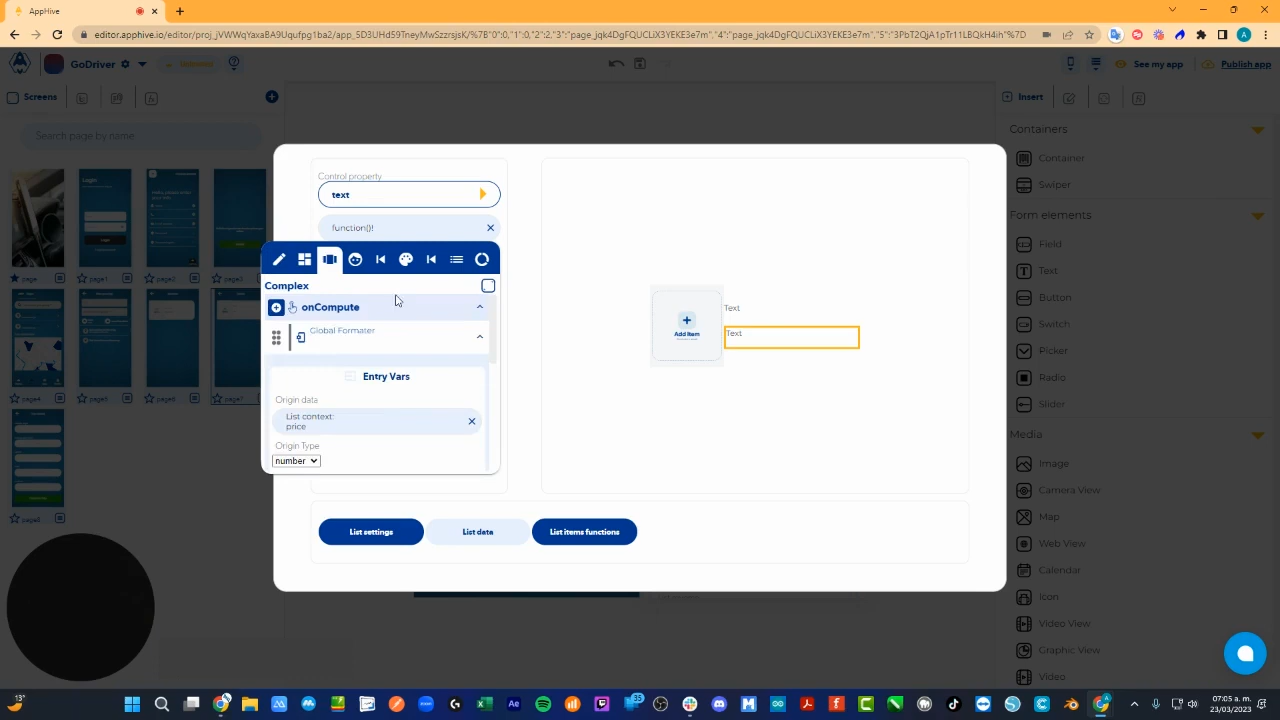 AppHive
editor.apphive.io/editor/proj_jVWWqYaxaBA9Uqufpg1ba2/app_5D3UHd59TneyMwSzzrsjsK/%7B"0":0,"1":0,"2":2,"3":"page_jqk4DgFQUCLiX3YEKE3e7m","4":"page_jqk4DgFQUCLiX3YEKE3e7m","5":"3PbT2QjA1pTr11LBQkH4ih"%7D
GoDriver
See my app
Publish app
Screens
Insert
Search page by name
Containers
Container
Swiper
Form elements
Field
Text
Button
Switch
Picker
Radio
Slider
Media
Image
Camera View
Map
Web View
Calendar
Icon
Video View
Graphic View
Video
page
page1
page2
page4
page5
page6
page7
Control property
text
function()!
Complex
onCompute
Global Formater
Entry Vars
Origin data
List context:
price
Origin Type
number
Add item
Text
Text
List settings
List data
List items functions
13°
35
07:05 a. m.
23/03/2023